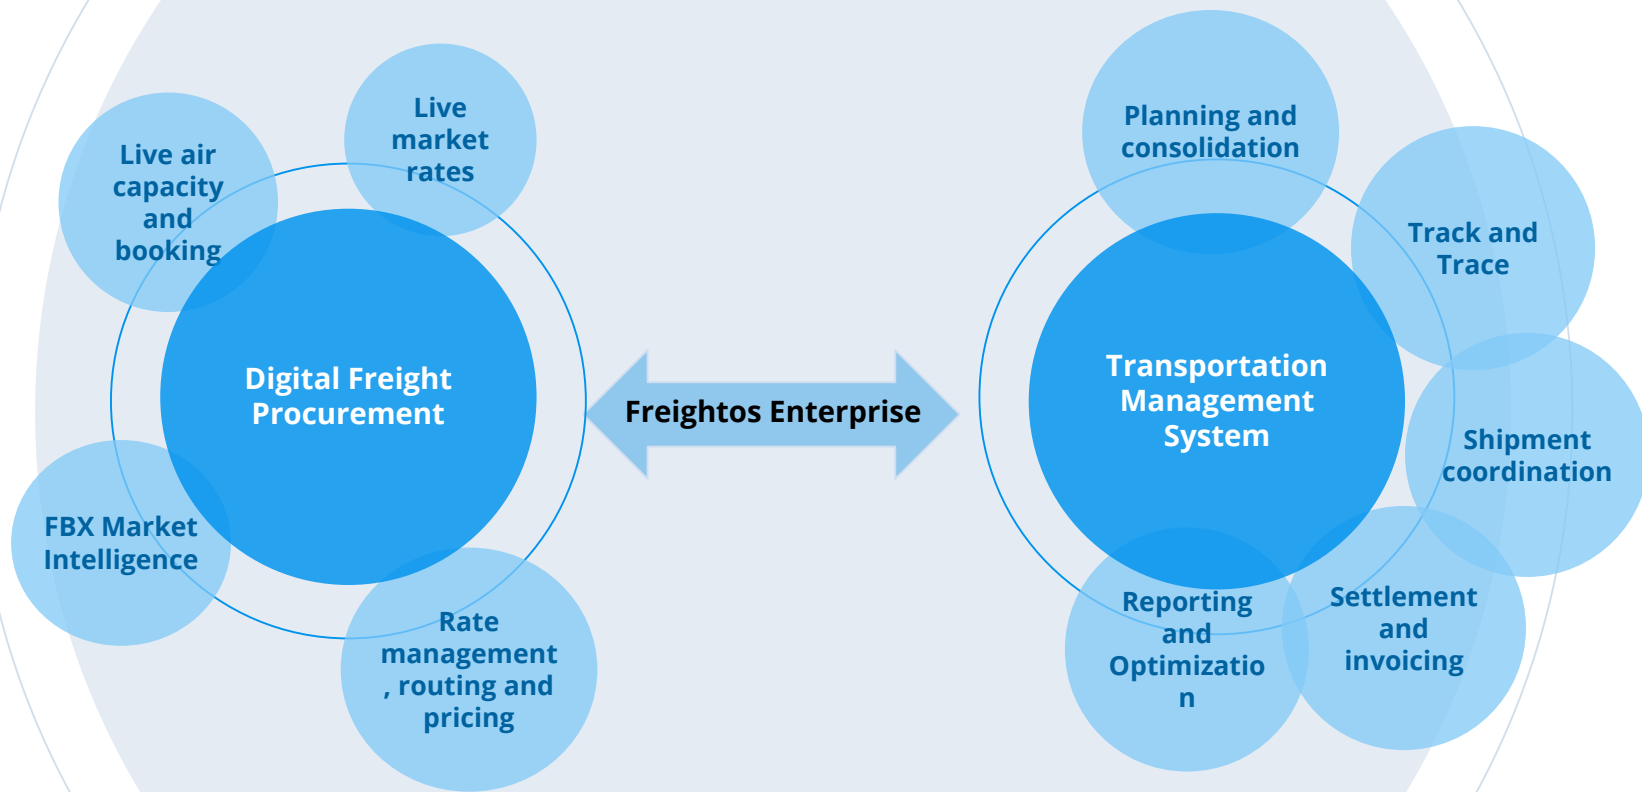 Live
market
rates
Live air
capacity
and
booking
Digital Freight
Procurement
FBX Market
Intelligence
Rate
management
, routing and
pricing
Freightos Enterprise
Planning and
consolidation
Track and
Trace
Transportation
Management
System
Shipment
coordination
Settlement
and
invoicing
Reporting
and
Optimizatio
n